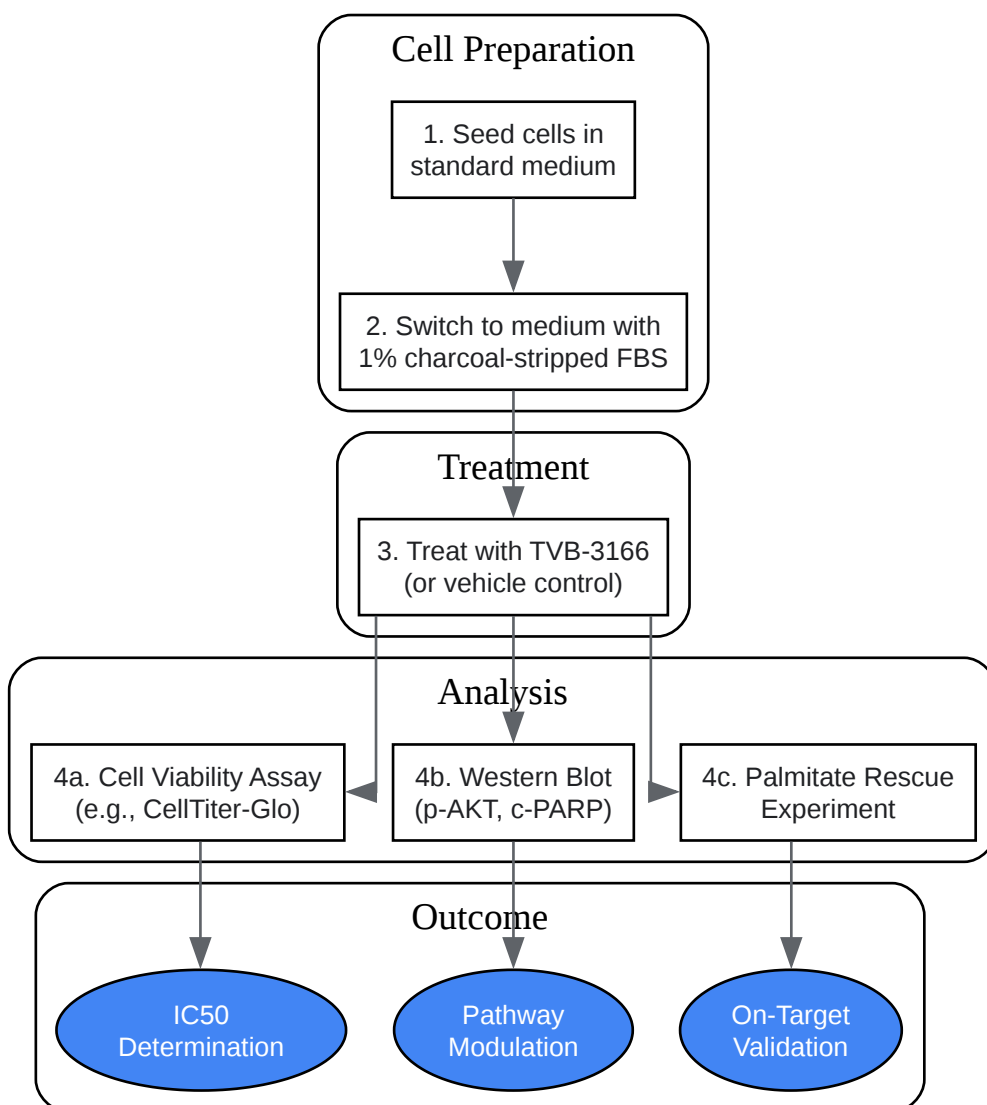 Cell Preparation
1. Seed cells in
standard medium
2. Switch to medium with
1% charcoal-stripped FBS
Treatment
3. Treat with TVB-3166
(or vehicle control)
Analysis
4a. Cell Viability Assay
(e.g., CellTiter-Glo)
4b. Western Blot
(p-AKT, c-PARP)
4c. Palmitate Rescue
Experiment
Outcome
IC50
Determination
Pathway
Modulation
On-Target
Validation